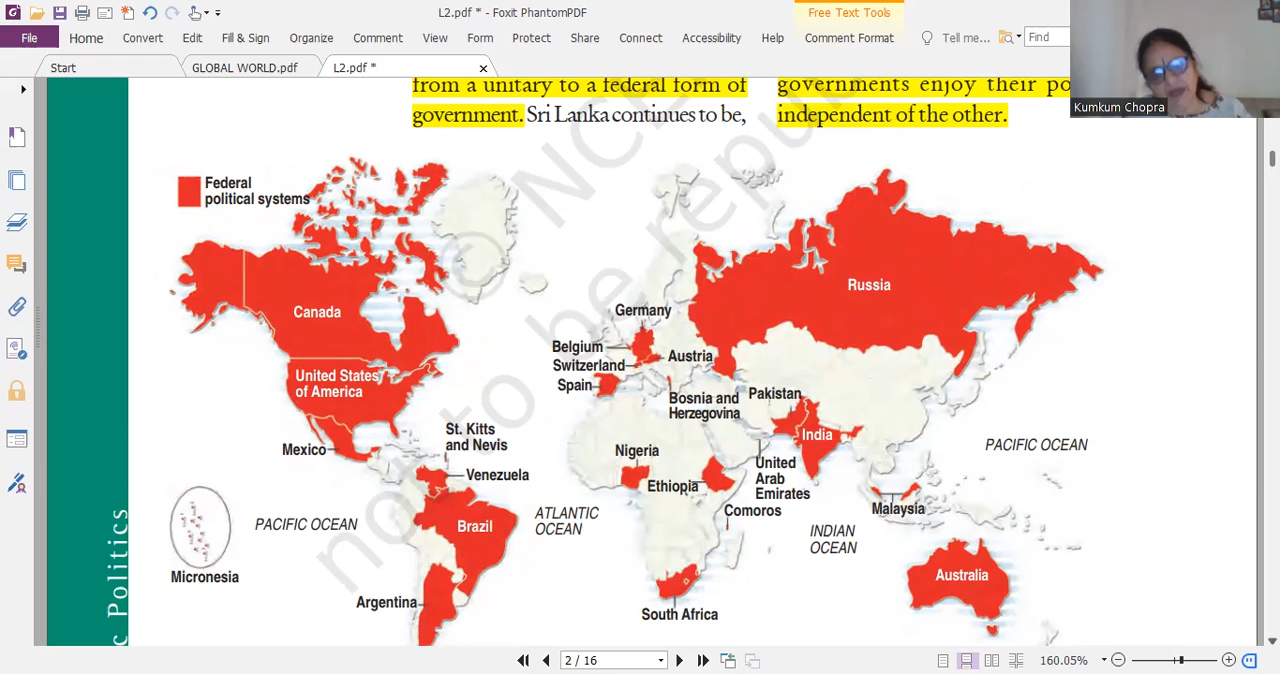 L2.pdf * - Foxit PhantomPDF
Free Text Tools
File Home Convert Edit Fill & Sign Organize Comment View Form Protect Share Connect Accessibility Help Comment Format Tell me... Find
Start GLOBAL WORLD.pdf L2.pdf *
Kumkum Chopra
from a unitary to a federal form of
government. Sri Lanka continues to be,
governments enjoy their
independent of the other.
Federal
political systems
Canada
United States
of America
Mexico
St. Kitts
and Nevis
Venezuela
Brazil
Argentina
Micronesia
PACIFIC OCEAN
ATLANTIC
OCEAN
Germany
Belgium
Switzerland
Austria
Spain
Bosnia and
Herzegovina
Russia
Pakistan
India
Nigeria
Ethiopia
United
Arab
Emirates
Comoros
South Africa
INDIAN
OCEAN
Malaysia
PACIFIC OCEAN
Australia
Politics
© NC
not to be repu
2 / 16
160.05%